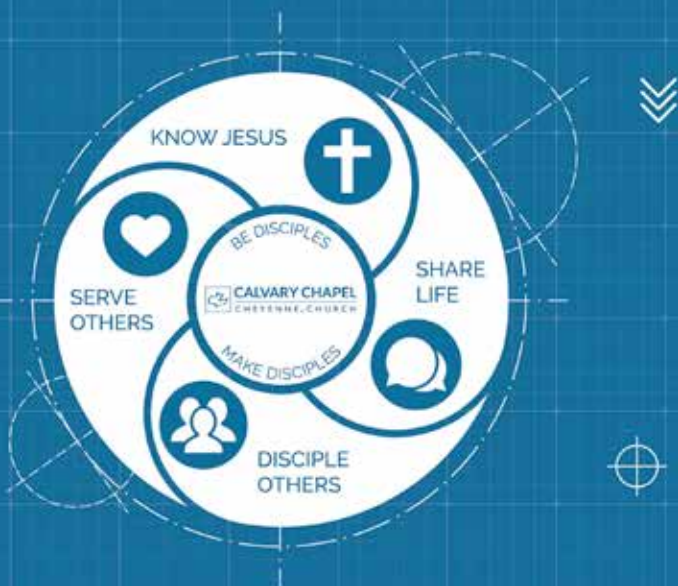 KNOW JESUS
SHARE
LIFE
DISCIPLE
OTHERS
SERVE
OTHERS
BE DISCIPLES
CALVARY CHAPEL
CHEYENNE.CHURCH
MAKE DISCIPLES